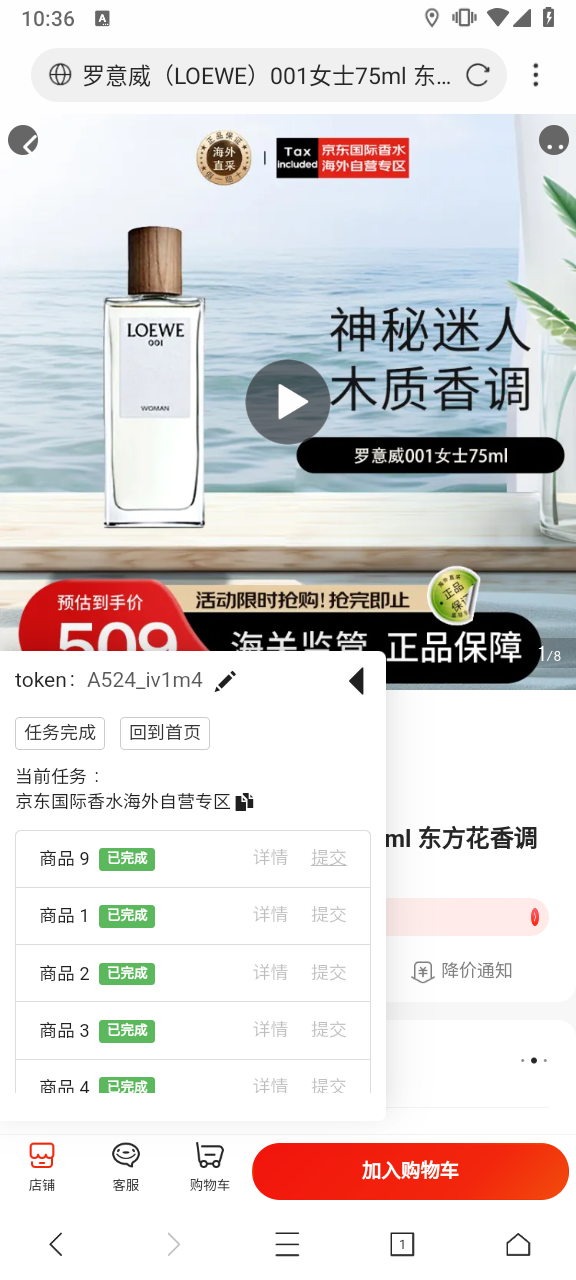 10:36
罗意威（LOEWE）001女士75ml 东...
海外
直采
Tax
included
京东国际香水
海外自营专区
LOEWE
001
WOMAN
神秘迷人
木质香调
罗意威001女士75ml
预估到手价
509
活动限时抢购! 抢完即止
正品
海关监管 正品保障
1/8
token: A524_iv1m4
任务完成
回到首页
当前任务：
京东国际香水海外自营专区
商品 9 已完成 详情 提交
商品 1 已完成 详情 提交
商品 2 已完成 详情 提交
商品 3 已完成 详情 提交
商品 4 已完成 详情 提交
ml 东方花香调
降价通知
店铺
客服
购物车
加入购物车
1